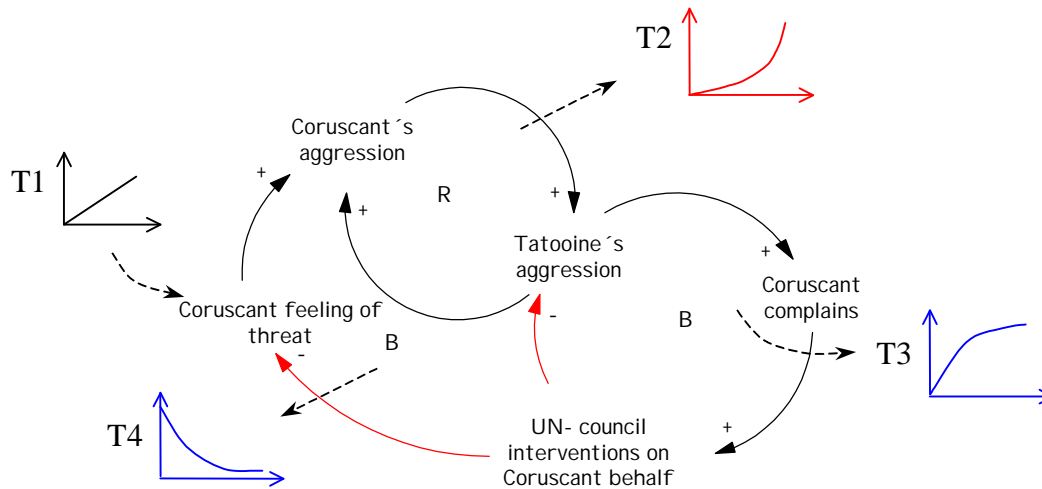 T2
Coruscant´s
aggression
T1
+
+
R
+
Tatooine´s
aggression
+
Coruscant
complains
Coruscant feeling of
threat
-
B
-
B
T3
T4
UN- council
interventions on
Coruscant behalf
+